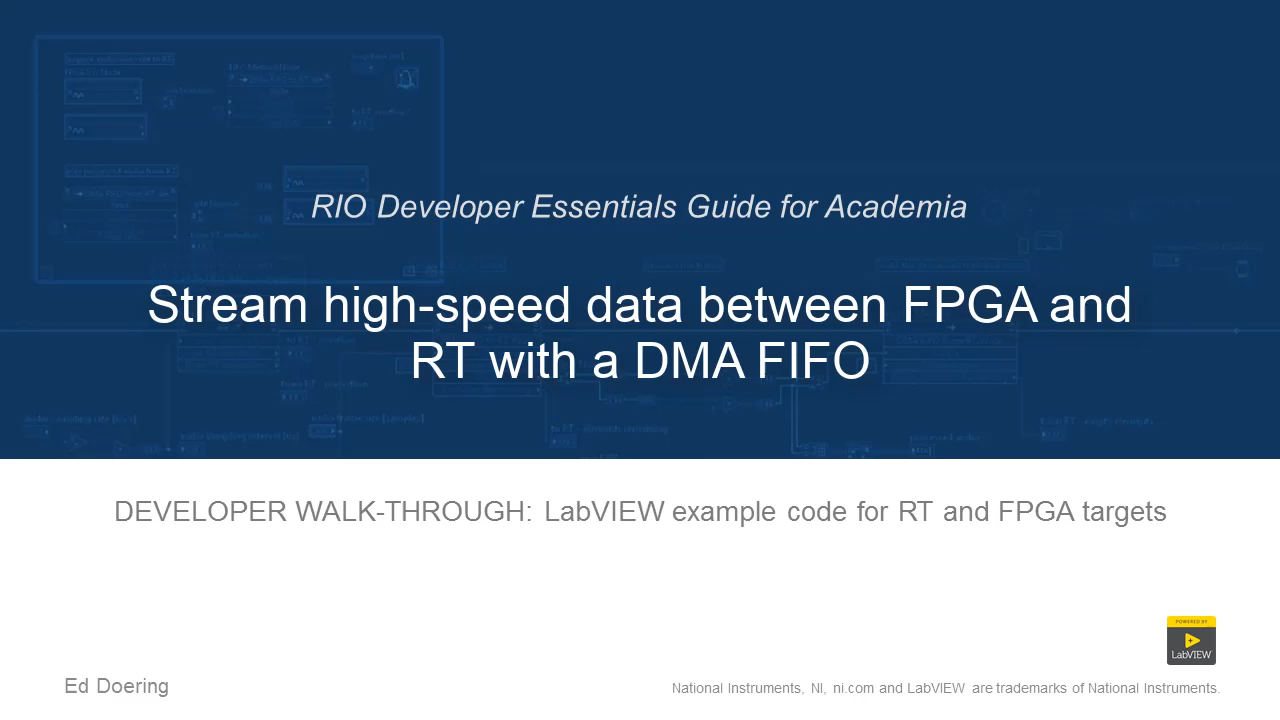 RIO Developer Essentials Guide for Academia
Stream high-speed data between FPGA and
RT with a DMA FIFO
DEVELOPER WALK-THROUGH: LabVIEW example code for RT and FPGA targets
POWERED BY
LabVIEW
Ed Doering
National Instruments, NI, ni.com and LabVIEW are trademarks of National Instruments.